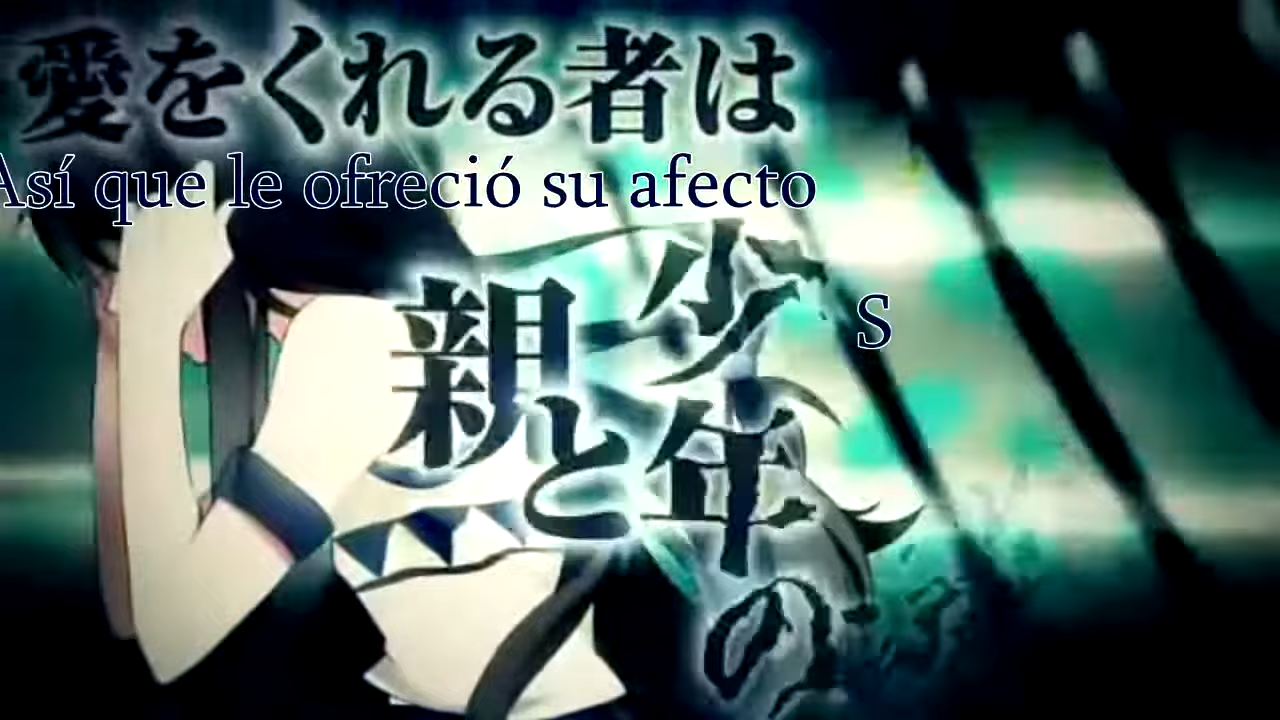 愛をくれる者は
Así que le ofreció su afecto
少年の
親と
S